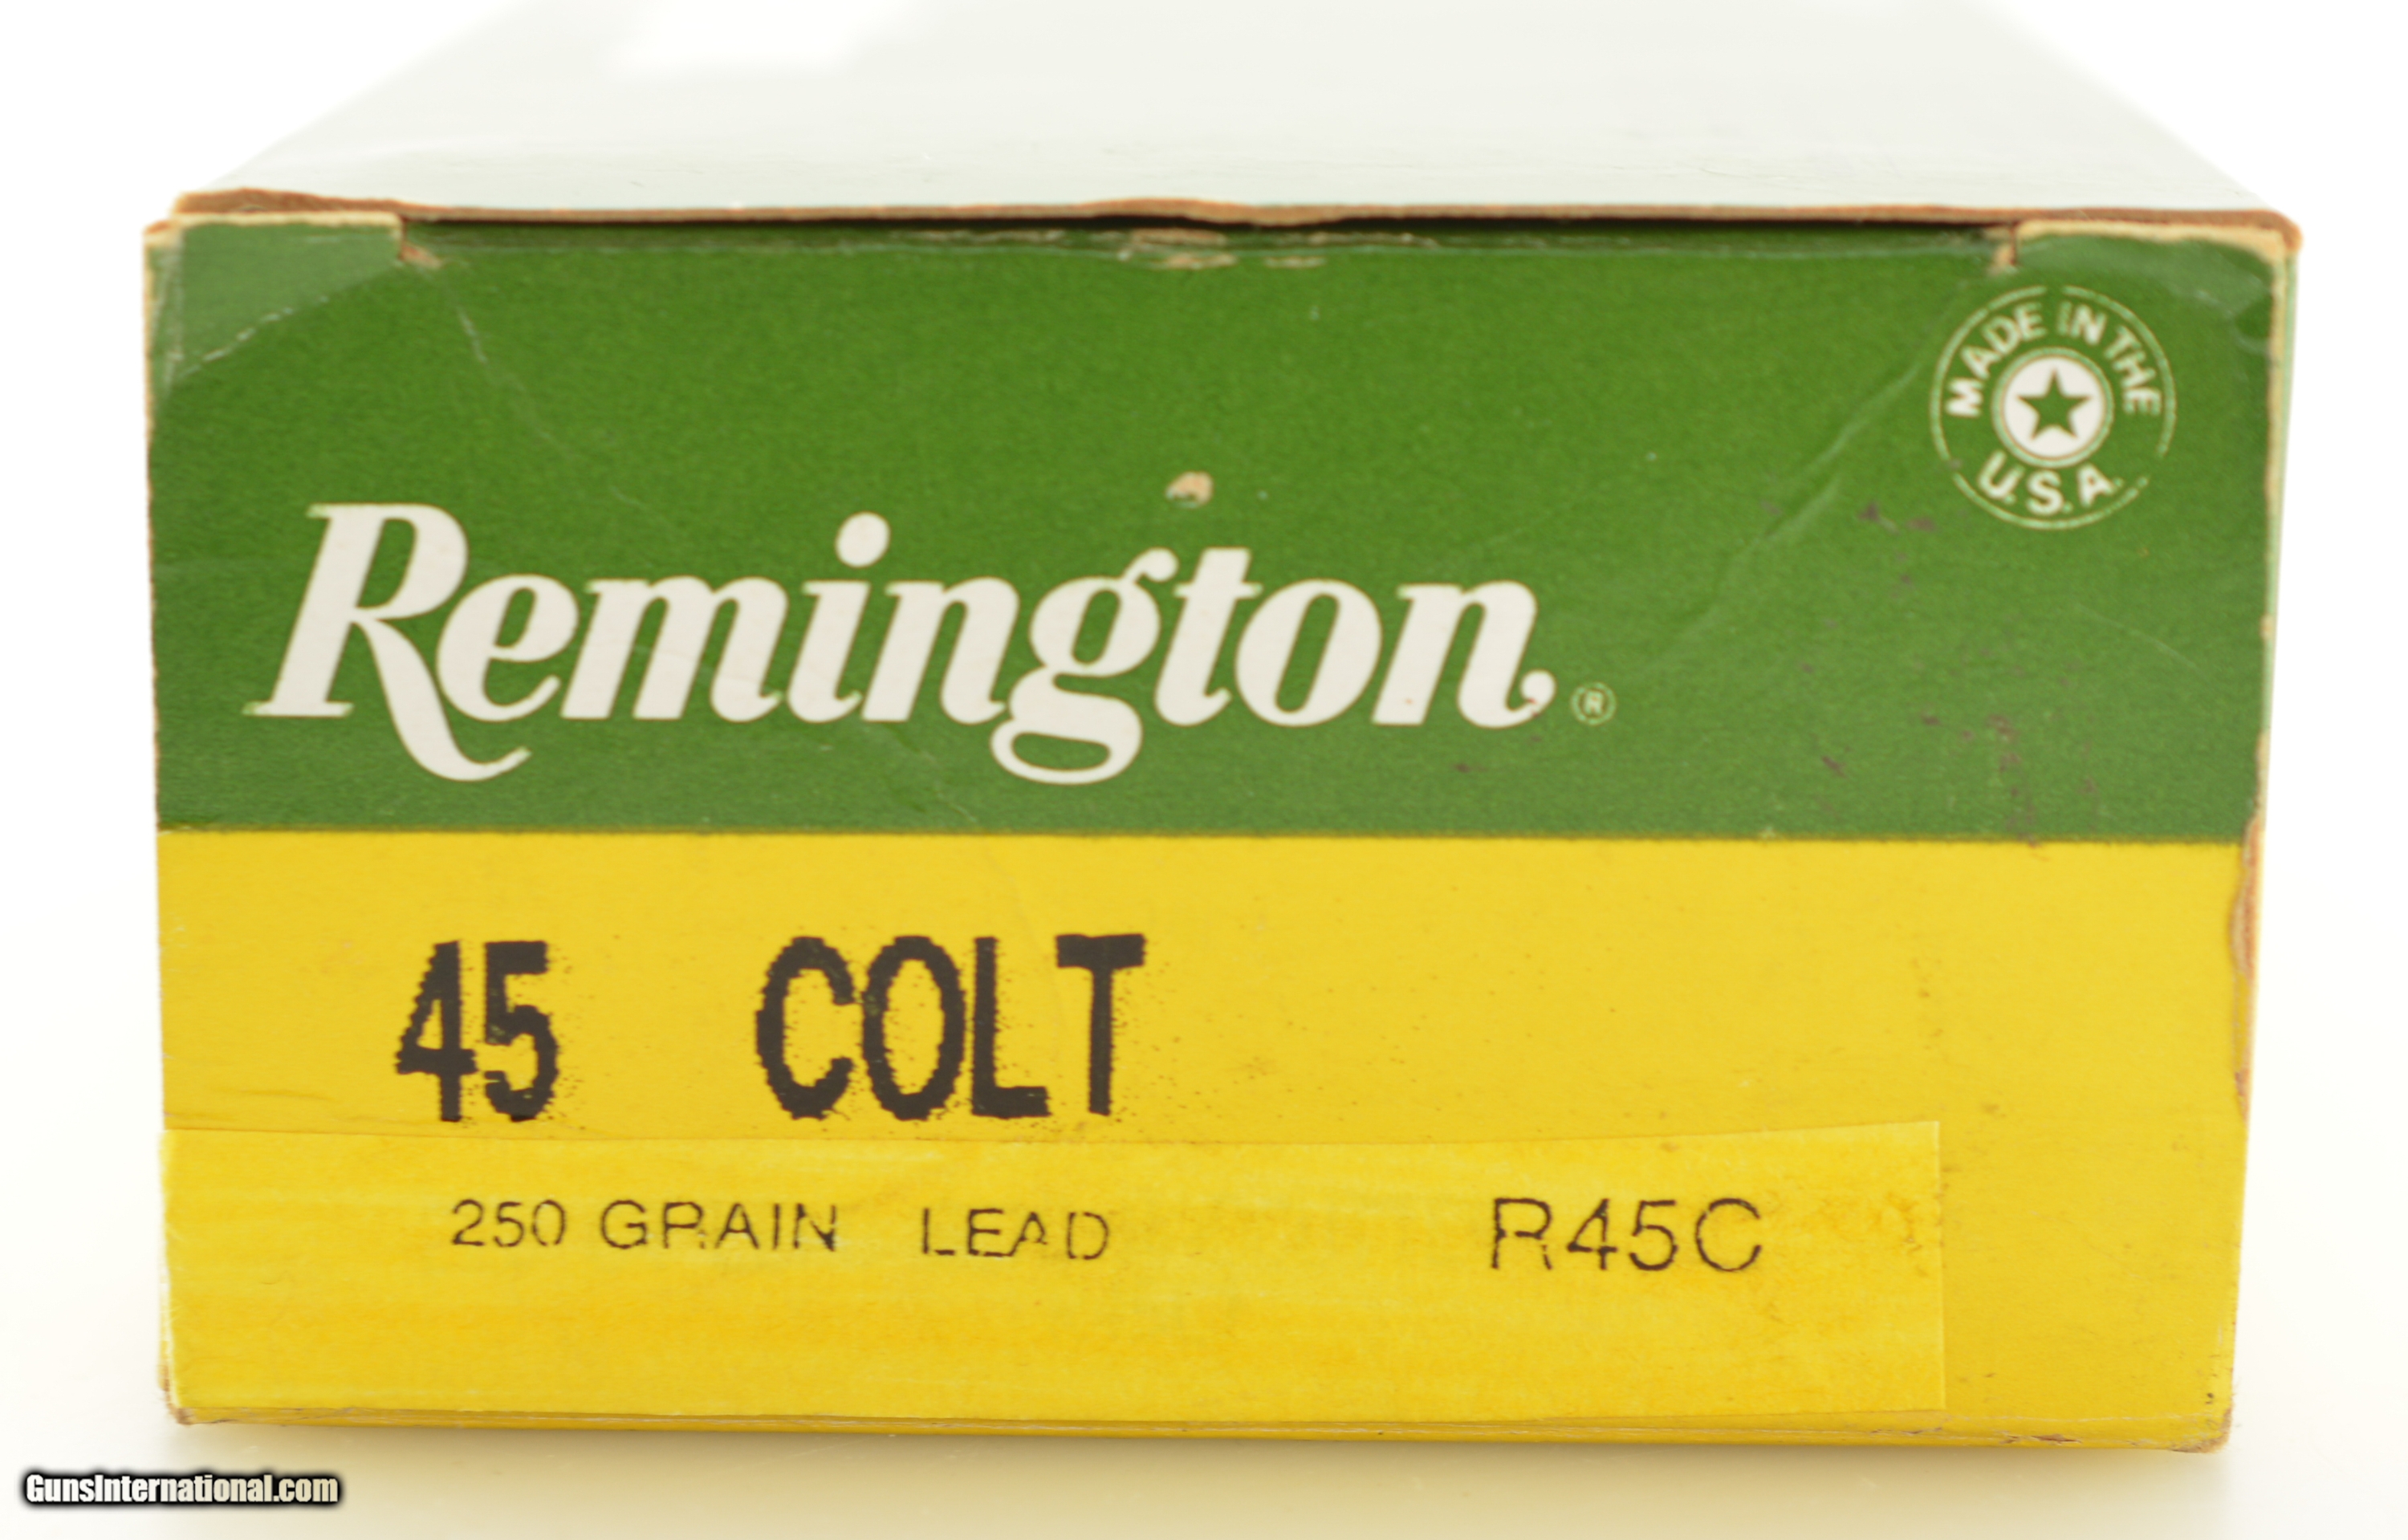 MADE IN THE
U.S.A.
Remington®
45 COLT
250 GRAIN LEAD R45C
GunsInternational.com